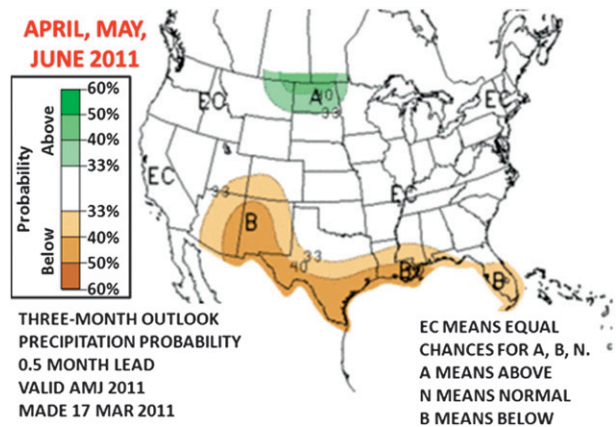 APRIL, MAY,
JUNE 2011
Probability
Above
Below
60%
50%
40%
33%
33%
40%
50%
60%
EC
A
40
33
EC
EC
EC
33
B
33
40
B
B
THREE-MONTH OUTLOOK
PRECIPITATION PROBABILITY
0.5 MONTH LEAD
VALID AMJ 2011
MADE 17 MAR 2011
EC MEANS EQUAL
CHANCES FOR A, B, N.
A MEANS ABOVE
N MEANS NORMAL
B MEANS BELOW